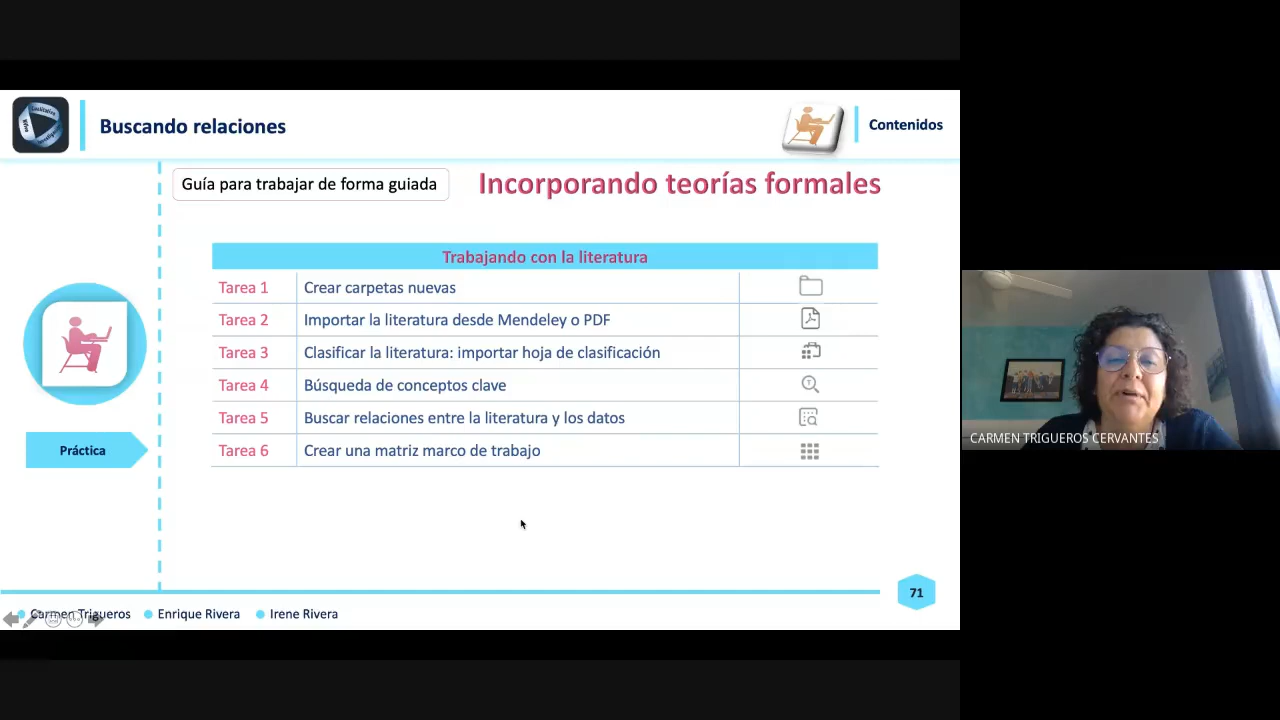 Buscando relaciones
Contenidos
Guía para trabajar de forma guiada
Incorporando teorías formales
Trabajando con la literatura
Tarea 1 Crear carpetas nuevas
Tarea 2 Importar la literatura desde Mendeley o PDF
Tarea 3 Clasificar la literatura: importar hoja de clasificación
Tarea 4 Búsqueda de conceptos clave
Tarea 5 Buscar relaciones entre la literatura y los datos
Tarea 6 Crear una matriz marco de trabajo
Práctica
CARMEN TRIGUEROS CERVANTES
71
Carmen Trigueros Enrique Rivera Irene Rivera